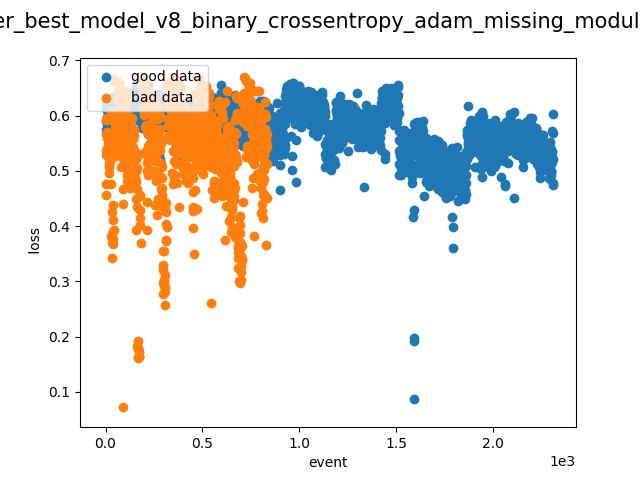 er_best_model_v8_binary_crossentropy_adam_missing_modul
good data
bad data
0.7
0.6
0.5
0.4
0.3
0.2
0.1
loss
0.0 0.5 1.0 1.5 2.0
event
1e3